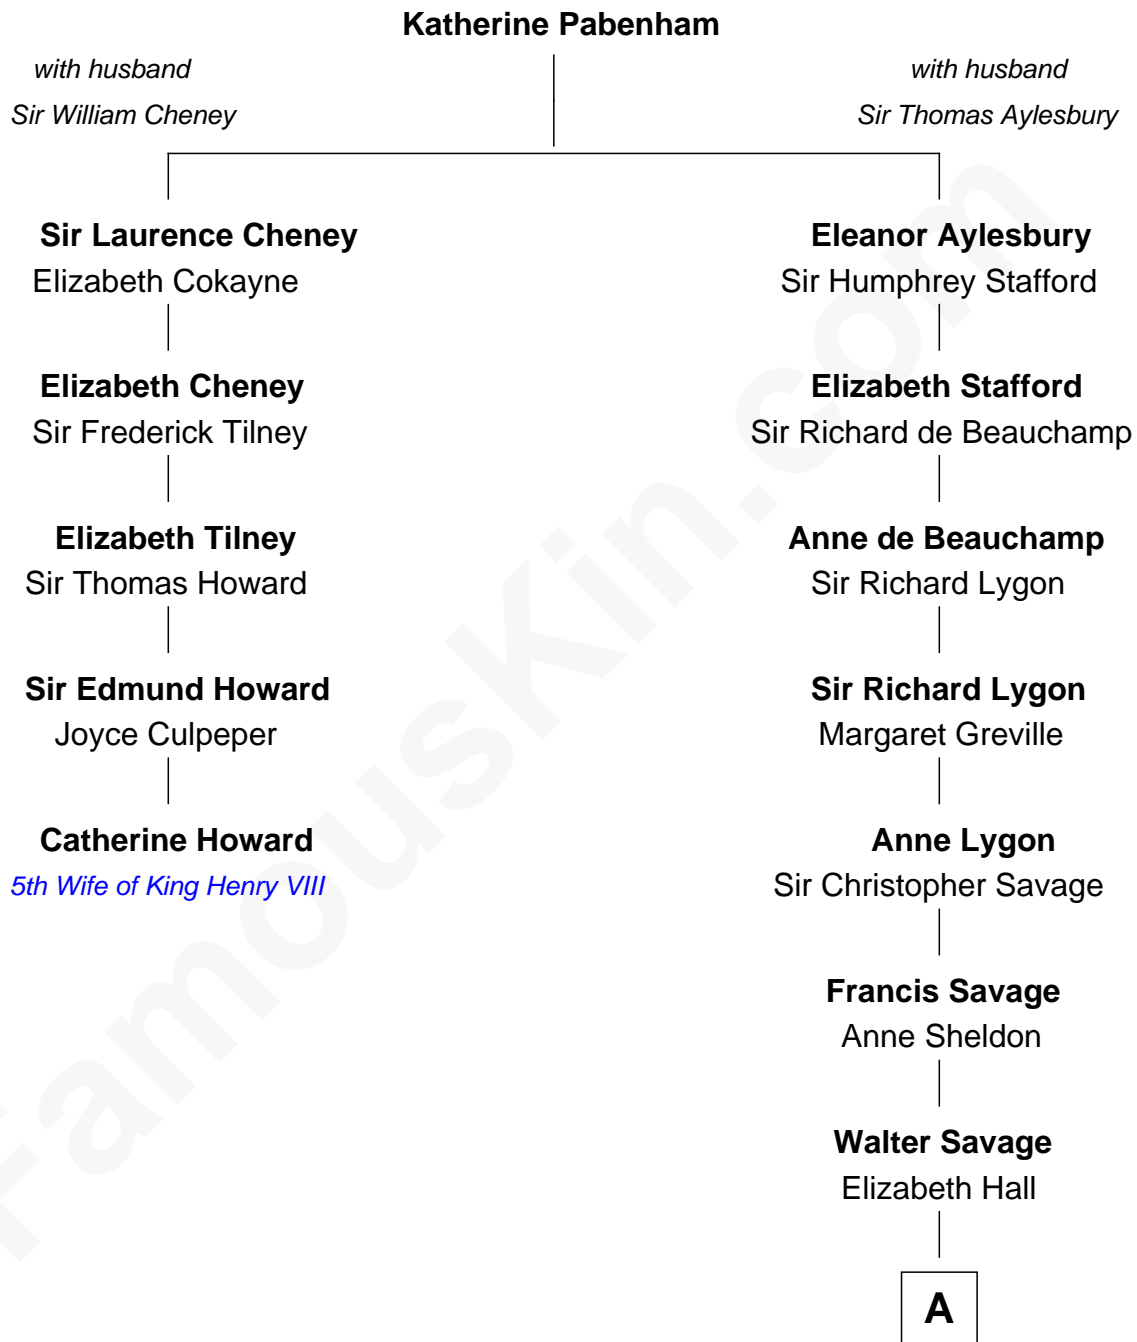 Katherine Pabenham
with husband
Sir William Cheney
with husband
Sir Thomas Aylesbury
Sir Laurence Cheney
Elizabeth Cokayne
Elizabeth Cheney
Sir Frederick Tilney
Elizabeth Tilney
Sir Thomas Howard
Sir Edmund Howard
Joyce Culpeper
Catherine Howard
5th Wife of King Henry VIII
Eleanor Aylesbury
Sir Humphrey Stafford
Elizabeth Stafford
Sir Richard de Beauchamp
Anne de Beauchamp
Sir Richard Lygon
Sir Richard Lygon
Margaret Greville
Anne Lygon
Sir Christopher Savage
Francis Savage
Anne Sheldon
Walter Savage
Elizabeth Hall
A
FamousKin.com